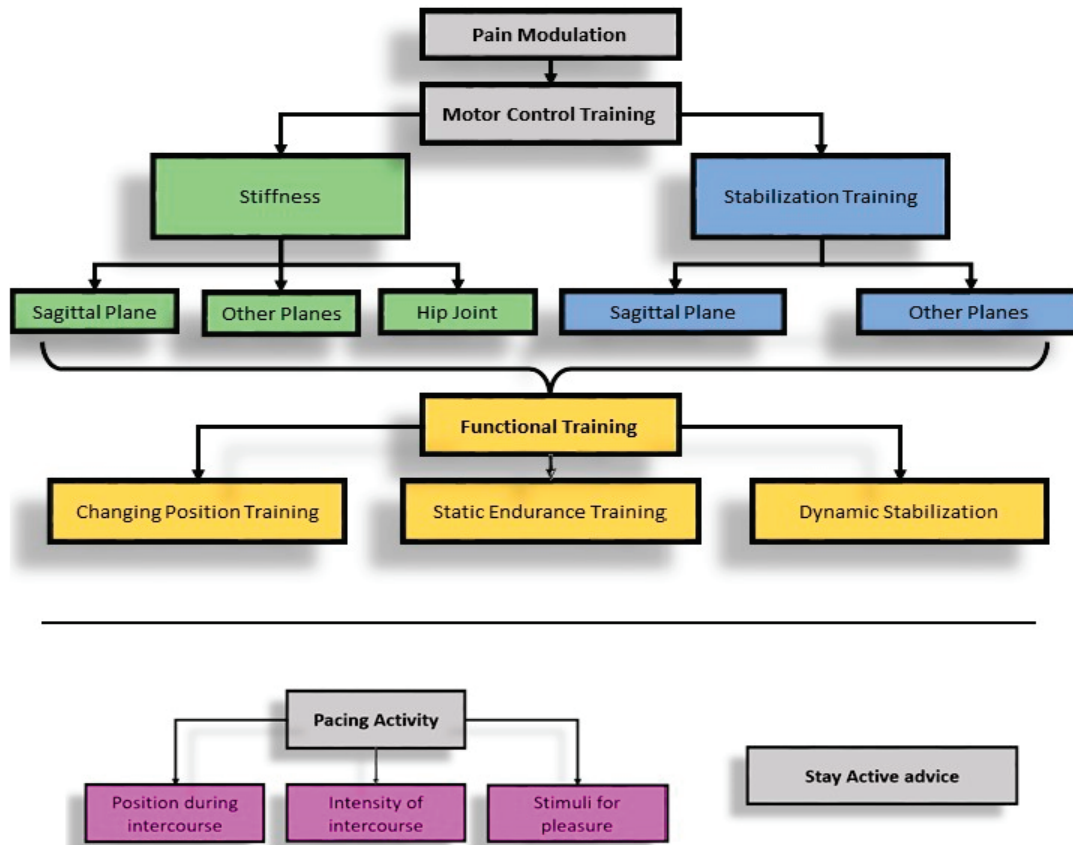 Pain Modulation
Motor Control Training
Stiffness
Stabilization Training
Sagittal Plane
Other Planes
Hip Joint
Sagittal Plane
Other Planes
Functional Training
Changing Position Training
Static Endurance Training
Dynamic Stabilization
Pacing Activity
Stay Active advice
Position during
intercourse
Intensity of
intercourse
Stimuli for
pleasure